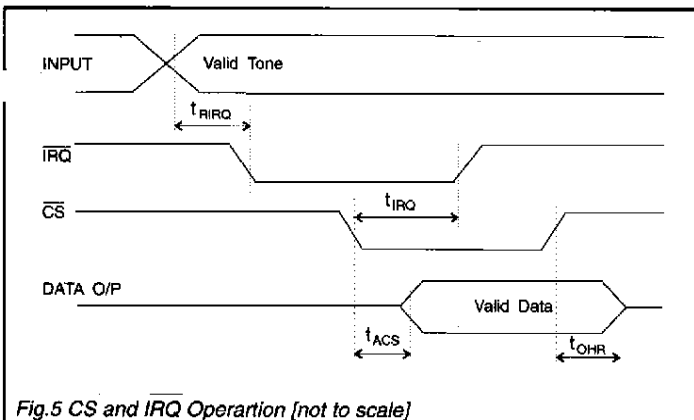 INPUT
Valid Tone
tRIRQ
IRQ
tIRQ
CS
DATA O/P
Valid Data
tACS
tOHR
Fig.5 CS and IRQ Operartion [not to scale]